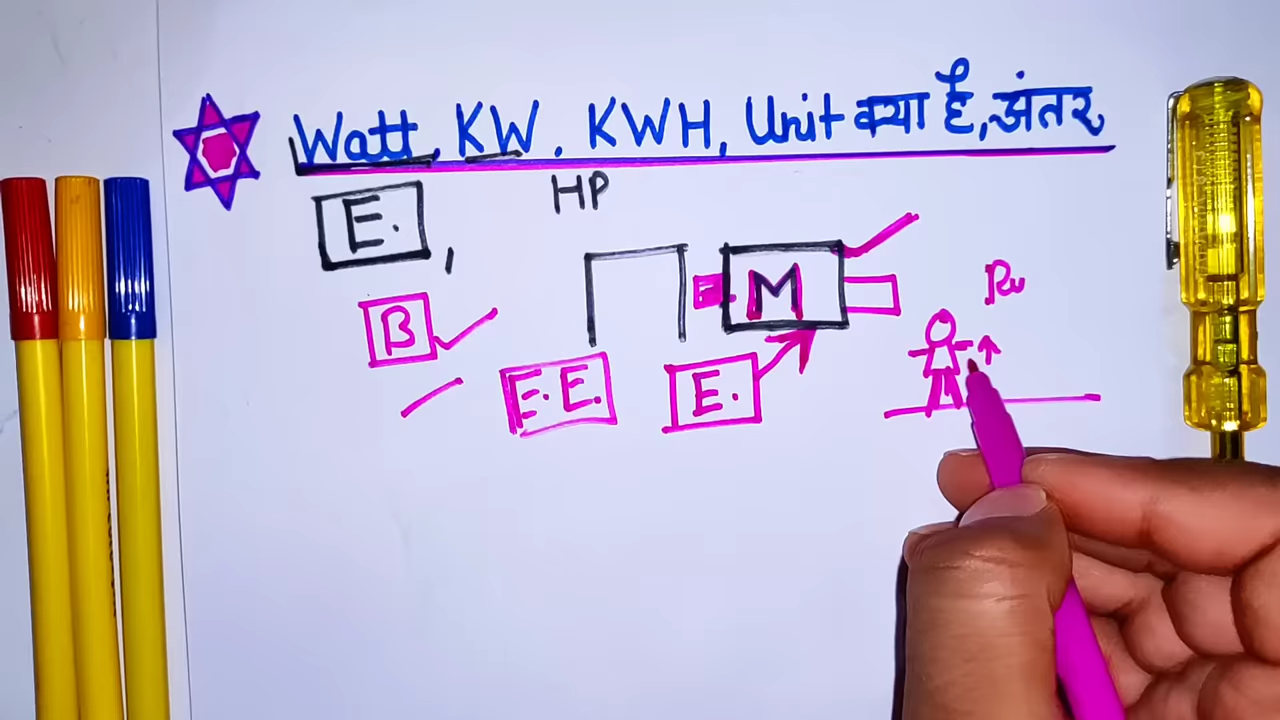 Watt, KW, KWH, Unit क्या है, अंतर
E. ,
HP
M
B
E.E.
E.